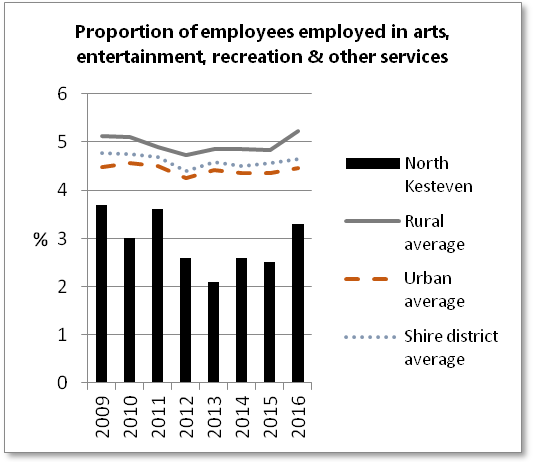 Proportion of employees employed in arts,
entertainment, recreation & other services
6
5
4
3
2
1
0
%
2009
2010
2011
2012
2013
2014
2015
2016
North
Kesteven
Rural
average
Urban
average
Shire district
average